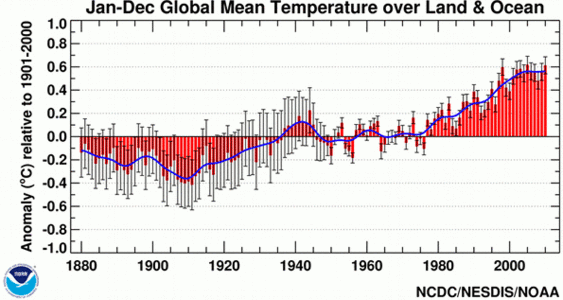 Jan-Dec Global Mean Temperature over Land & Ocean
Anomaly (°C) relative to 1901-2000
1.0
0.8
0.6
0.4
0.2
0.0
-0.2
-0.4
-0.6
-0.8
-1.0
1880 1900 1920 1940 1960 1980 2000
NOAA
NCDC/NESDIS/NOAA